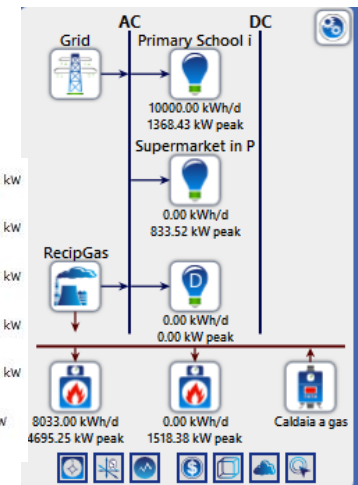 AC DC
Grid Primary School i
10000.00 kWh/d
1368.43 kW peak
Supermarket in P
kW
0.00 kWh/d
kW
833.52 kW peak
RecipGas
kW
D
0.00 kWh/d
kW
0.00 kW peak
kW
8033.00 kWh/d 0.00 kWh/d Caldaia a gas
W
4695.25 kW peak 1518.38 kW peak
$